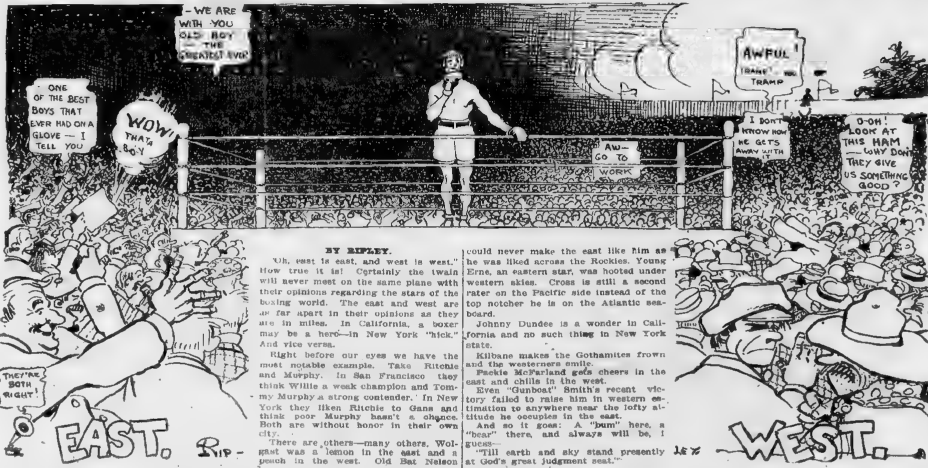 - WE ARE
WITH YOU
OLD BOY
- THE
GREATEST EVER
ONE
OF THE BEST
BOYS THAT
EVER HAD ON A
GLOVE - I
TELL YOU
WOW!
THAT'S
BOY
AWFUL!
TRAMP
AW-
GO TO
WORK
I DON'T
KNOW HOW
HE GETS
AWAY WITH
IT
O-OH!
LOOK AT
THIS HAM
- WHY DON'T
THEY GIVE
US SOMETHING
GOOD?
THEY'RE
BOTH
RIGHT!
EAST.
RIP-
BY RIPLEY.
"Oh, east is east, and west is west."
How true it is! Certainly the twain
will never meet on the same plane with
their opinions regarding the stars of the
boxing world. The east and west are
as far apart in their opinions as they
are in miles. In California, a boxer
may be a hero—in New York "hick."
And vice versa.
Right before our eyes we have the
most notable example. Take Ritchie
and Murphy. In San Francisco they
think Willie a weak champion and Tom-
my Murphy a strong contender. In New
York they liken Ritchie to Gans and
think poor Murphy hasn't a chance.
Both are without honor in their own
city.
There are others—many others. Wol-
gast was a lemon in the east and a
peach in the west. Old Bat Nelson
could never make the east like him as
he was liked across the Rockies. Young
Erne, an eastern star, was hooted under
western skies. Cross is still a second
rater on the Pacific side instead of the
top notcher he is on the Atlantic sea-
board.
Johnny Dundee is a wonder in Cali-
fornia and no such thing in New York
state.
Kilbane makes the Gothamites frown
and the westerners smile.
Packie McFarland gets cheers in the
east and chills in the west.
Even "Gunboat" Smith's recent vic-
tory failed to raise him in western es-
timation to anywhere near the lofty al-
titude he occupies in the east.
And so it goes: A "bum" here, a
"bear" there, and always will be, I
guess—
"Till earth and sky stand presently
at God's great judgment seat."
LEY
WEST.